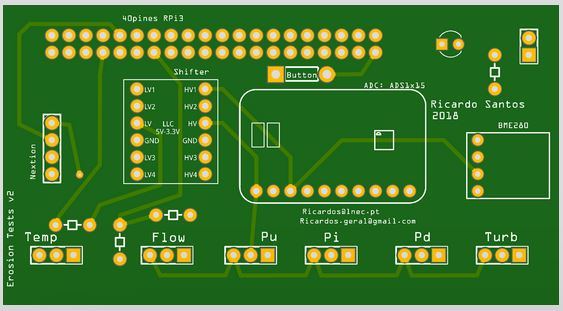 40pines RPi3
Shifter
Button
ADC: ADS1x15
Ricardo Santos
2018
BME280
LV1
HV1
LV2
HV2
LV
LLC
5V-3.3V
HV
GND
GND
LV3
HV3
LV4
HV4
Nextion
Erosion Tests v2
Ricardos@lnec.pt
Ricardos.geral@gmail.com
Temp
Flow
Pu
Pi
Pd
Turb